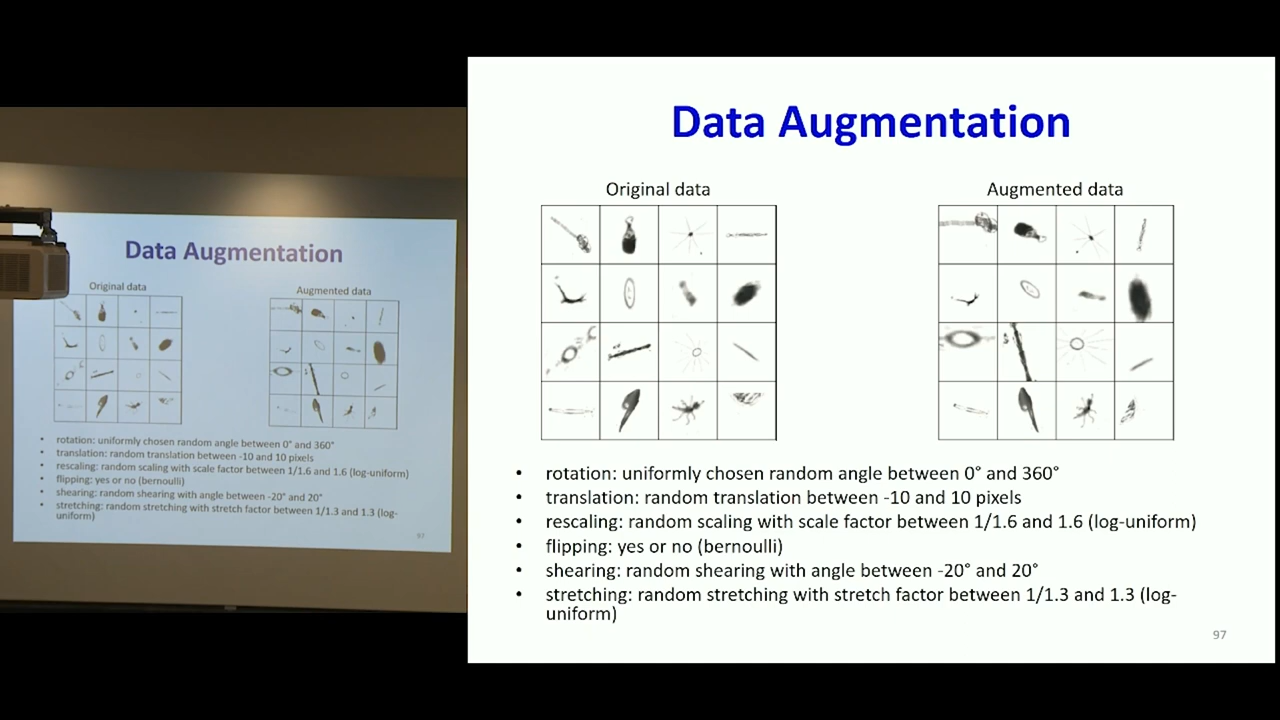 Data Augmentation
Original data
Augmented data
• rotation: uniformly chosen random angle between 0° and 360°
• translation: random translation between -10 and 10 pixels
• rescaling: random scaling with scale factor between 1/1.6 and 1.6 (log-uniform)
• flipping: yes or no (bernoulli)
• shearing: random shearing with angle between -20° and 20°
• stretching: random stretching with stretch factor between 1/1.3 and 1.3 (log-
uniform)
97
Data Augmentation
Original data
Augmented data
• rotation: uniformly chosen random angle between 0° and 360°
• translation: random translation between -10 and 10 pixels
• rescaling: random scaling with scale factor between 1/1.6 and 1.6 (log-uniform)
• flipping: yes or no (bernoulli)
• shearing: random shearing with angle between -20° and 20°
• stretching: random stretching with stretch factor between 1/1.3 and 1.3 (log-
uniform)
97